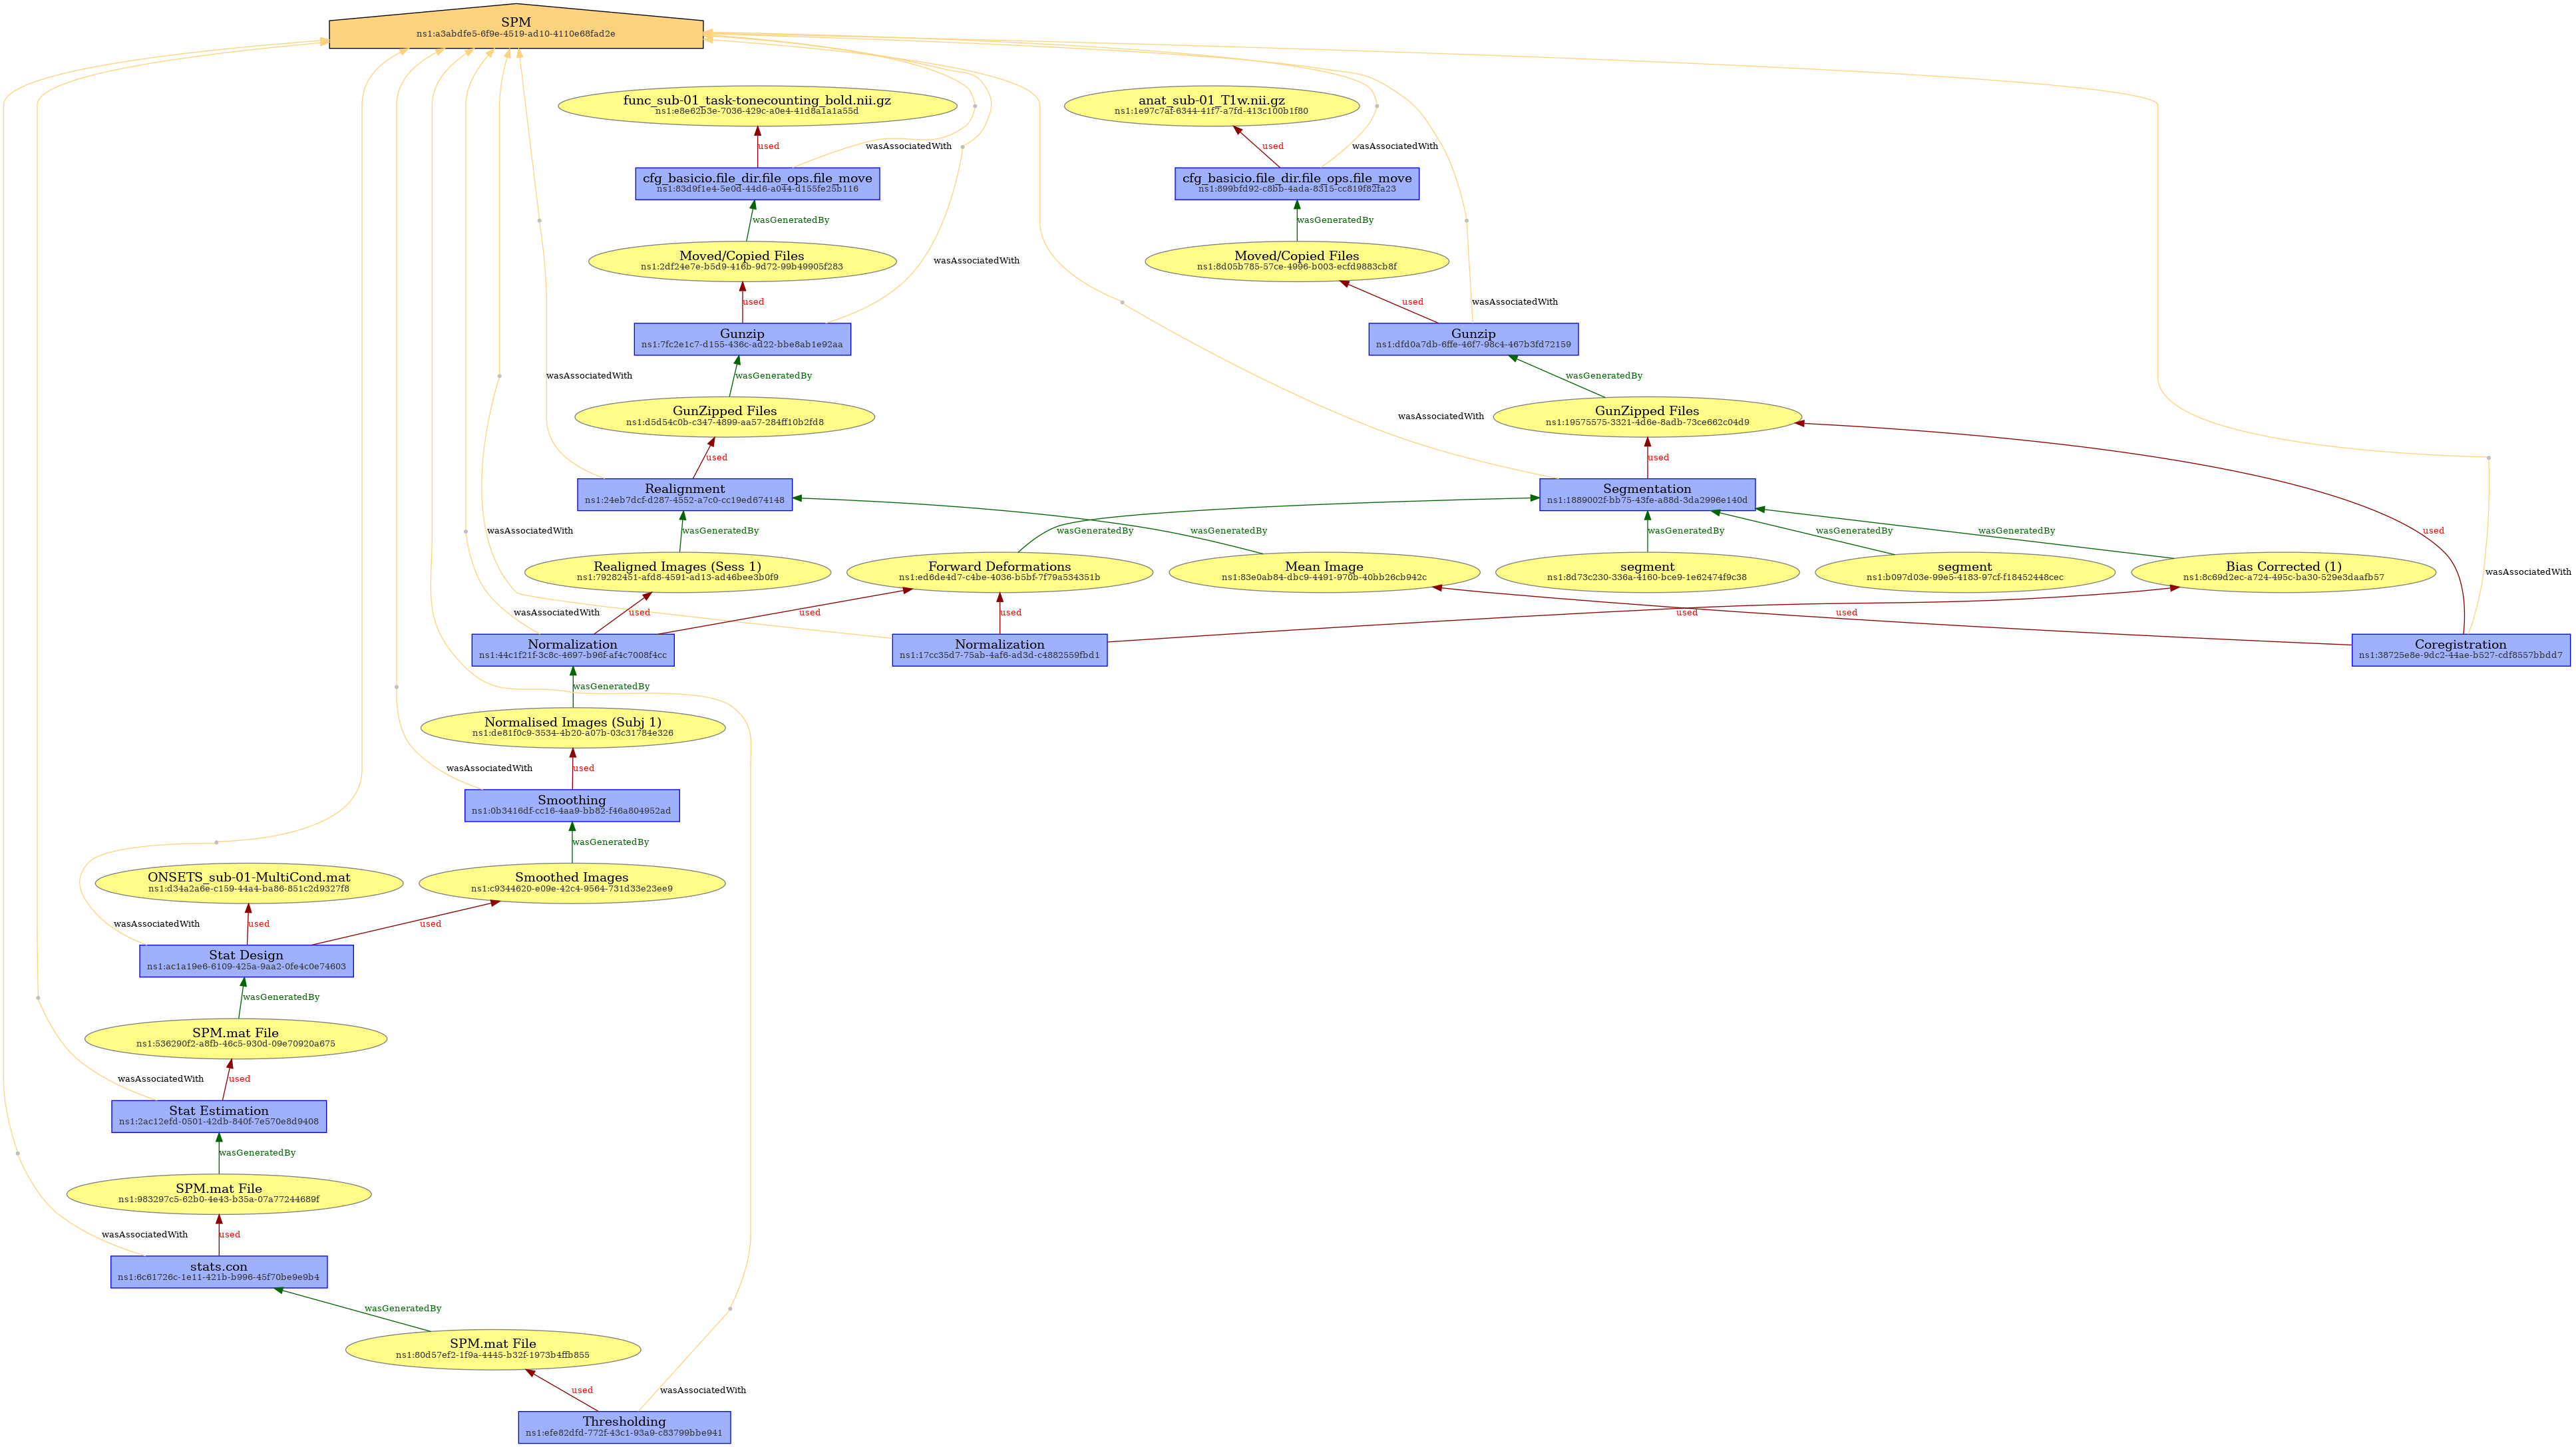 SPM
ns1:a3abdfe5-6f9e-4519-ad10-4110e68fad2e
func_sub-01_task-tonecounting_bold.nii.gz
ns1:e8e62b3e-7036-429c-a0e4-41d8a1a1a55d
anat_sub-01_T1w.nii.gz
ns1:1e97c7af-6344-41f7-a7fd-413c100b1f80
used
wasAssociatedWith
used
wasAssociatedWith
cfg_basicio.file_dir.file_ops.file_move
ns1:83d9f1e4-5e0d-44d6-a044-d155fe25b116
cfg_basicio.file_dir.file_ops.file_move
ns1:899bfd92-c8bb-4ada-8315-cc819f82fa23
wasGeneratedBy
wasGeneratedBy
Moved/Copied Files
ns1:2df24e7e-b5d9-416b-9d72-99b49905f283
wasAssociatedWith
Moved/Copied Files
ns1:8d05b785-57ce-4996-b003-ecfd9883cb8f
used
used
wasAssociatedWith
Gunzip
ns1:7fc2e1c7-d155-436c-ad22-bbe8ab1e92aa
Gunzip
ns1:dfd0a7db-6ffe-46f7-98c4-467b3fd72159
wasAssociatedWith
wasGeneratedBy
wasGeneratedBy
GunZipped Files
ns1:d5d54c0b-c347-4899-aa57-284ff10b2fd8
wasAssociatedWith
GunZipped Files
ns1:19575575-3321-4d6e-8adb-73ce662c04d9
used
used
Realignment
ns1:24eb7dcf-d287-4552-a7c0-cc19ed674148
Segmentation
ns1:1889002f-bb75-43fe-a88d-3da2996e140d
wasAssociatedWith
wasGeneratedBy
wasGeneratedBy
wasGeneratedBy
wasGeneratedBy
wasGeneratedBy
wasGeneratedBy
used
Realigned Images (Sess 1)
ns1:79282451-afd8-4591-ad13-ad46bee3b0f9
Forward Deformations
ns1:ed6de4d7-c4be-4036-b5bf-7f79a534351b
Mean Image
ns1:83e0ab84-dbc9-4491-970b-40bb26cb942c
segment
ns1:8d73c230-336a-4160-bce9-1e62474f9c38
segment
ns1:b097d03e-99e5-4183-97cf-f18452448cec
Bias Corrected (1)
ns1:8c69d2ec-a724-495c-ba30-529e3daafb57
wasAssociatedWith
wasAssociatedWith
used
used
used
used
used
Normalization
ns1:44c1f21f-3c8c-4697-b96f-af4c7008f4cc
Normalization
ns1:17cc35d7-75ab-4af6-ad3d-c4882559fbd1
Coregistration
ns1:38725e8e-9dc2-44ae-b527-cdf8557bbdd7
wasGeneratedBy
Normalised Images (Subj 1)
ns1:de81f0c9-3534-4b20-a07b-03c31784e326
wasAssociatedWith
used
Smoothing
ns1:0b3416df-cc16-4aa9-bb82-f46a804952ad
wasGeneratedBy
ONSETS_sub-01-MultiCond.mat
ns1:d34a2a6e-c159-44a4-ba86-851c2d9327f8
Smoothed Images
ns1:c9344620-e09e-42c4-9564-731d33e23ee9
wasAssociatedWith
used
used
Stat Design
ns1:ac1a19e6-6109-425a-9aa2-0fe4c0e74603
wasGeneratedBy
SPM.mat File
ns1:536290f2-a8fb-46c5-930d-09e70920a675
wasAssociatedWith
used
Stat Estimation
ns1:2ac12efd-0501-42db-840f-7e570e8d9408
wasGeneratedBy
SPM.mat File
ns1:983297c5-62b0-4e43-b35a-07a77244689f
wasAssociatedWith
used
stats.con
ns1:6c61726c-1e11-421b-b996-45f70be9e9b4
wasGeneratedBy
SPM.mat File
ns1:80d57ef2-1f9a-4445-b32f-1973b4ffb855
used
wasAssociatedWith
Thresholding
ns1:efe82dfd-772f-43c1-93a9-c83799bbe941